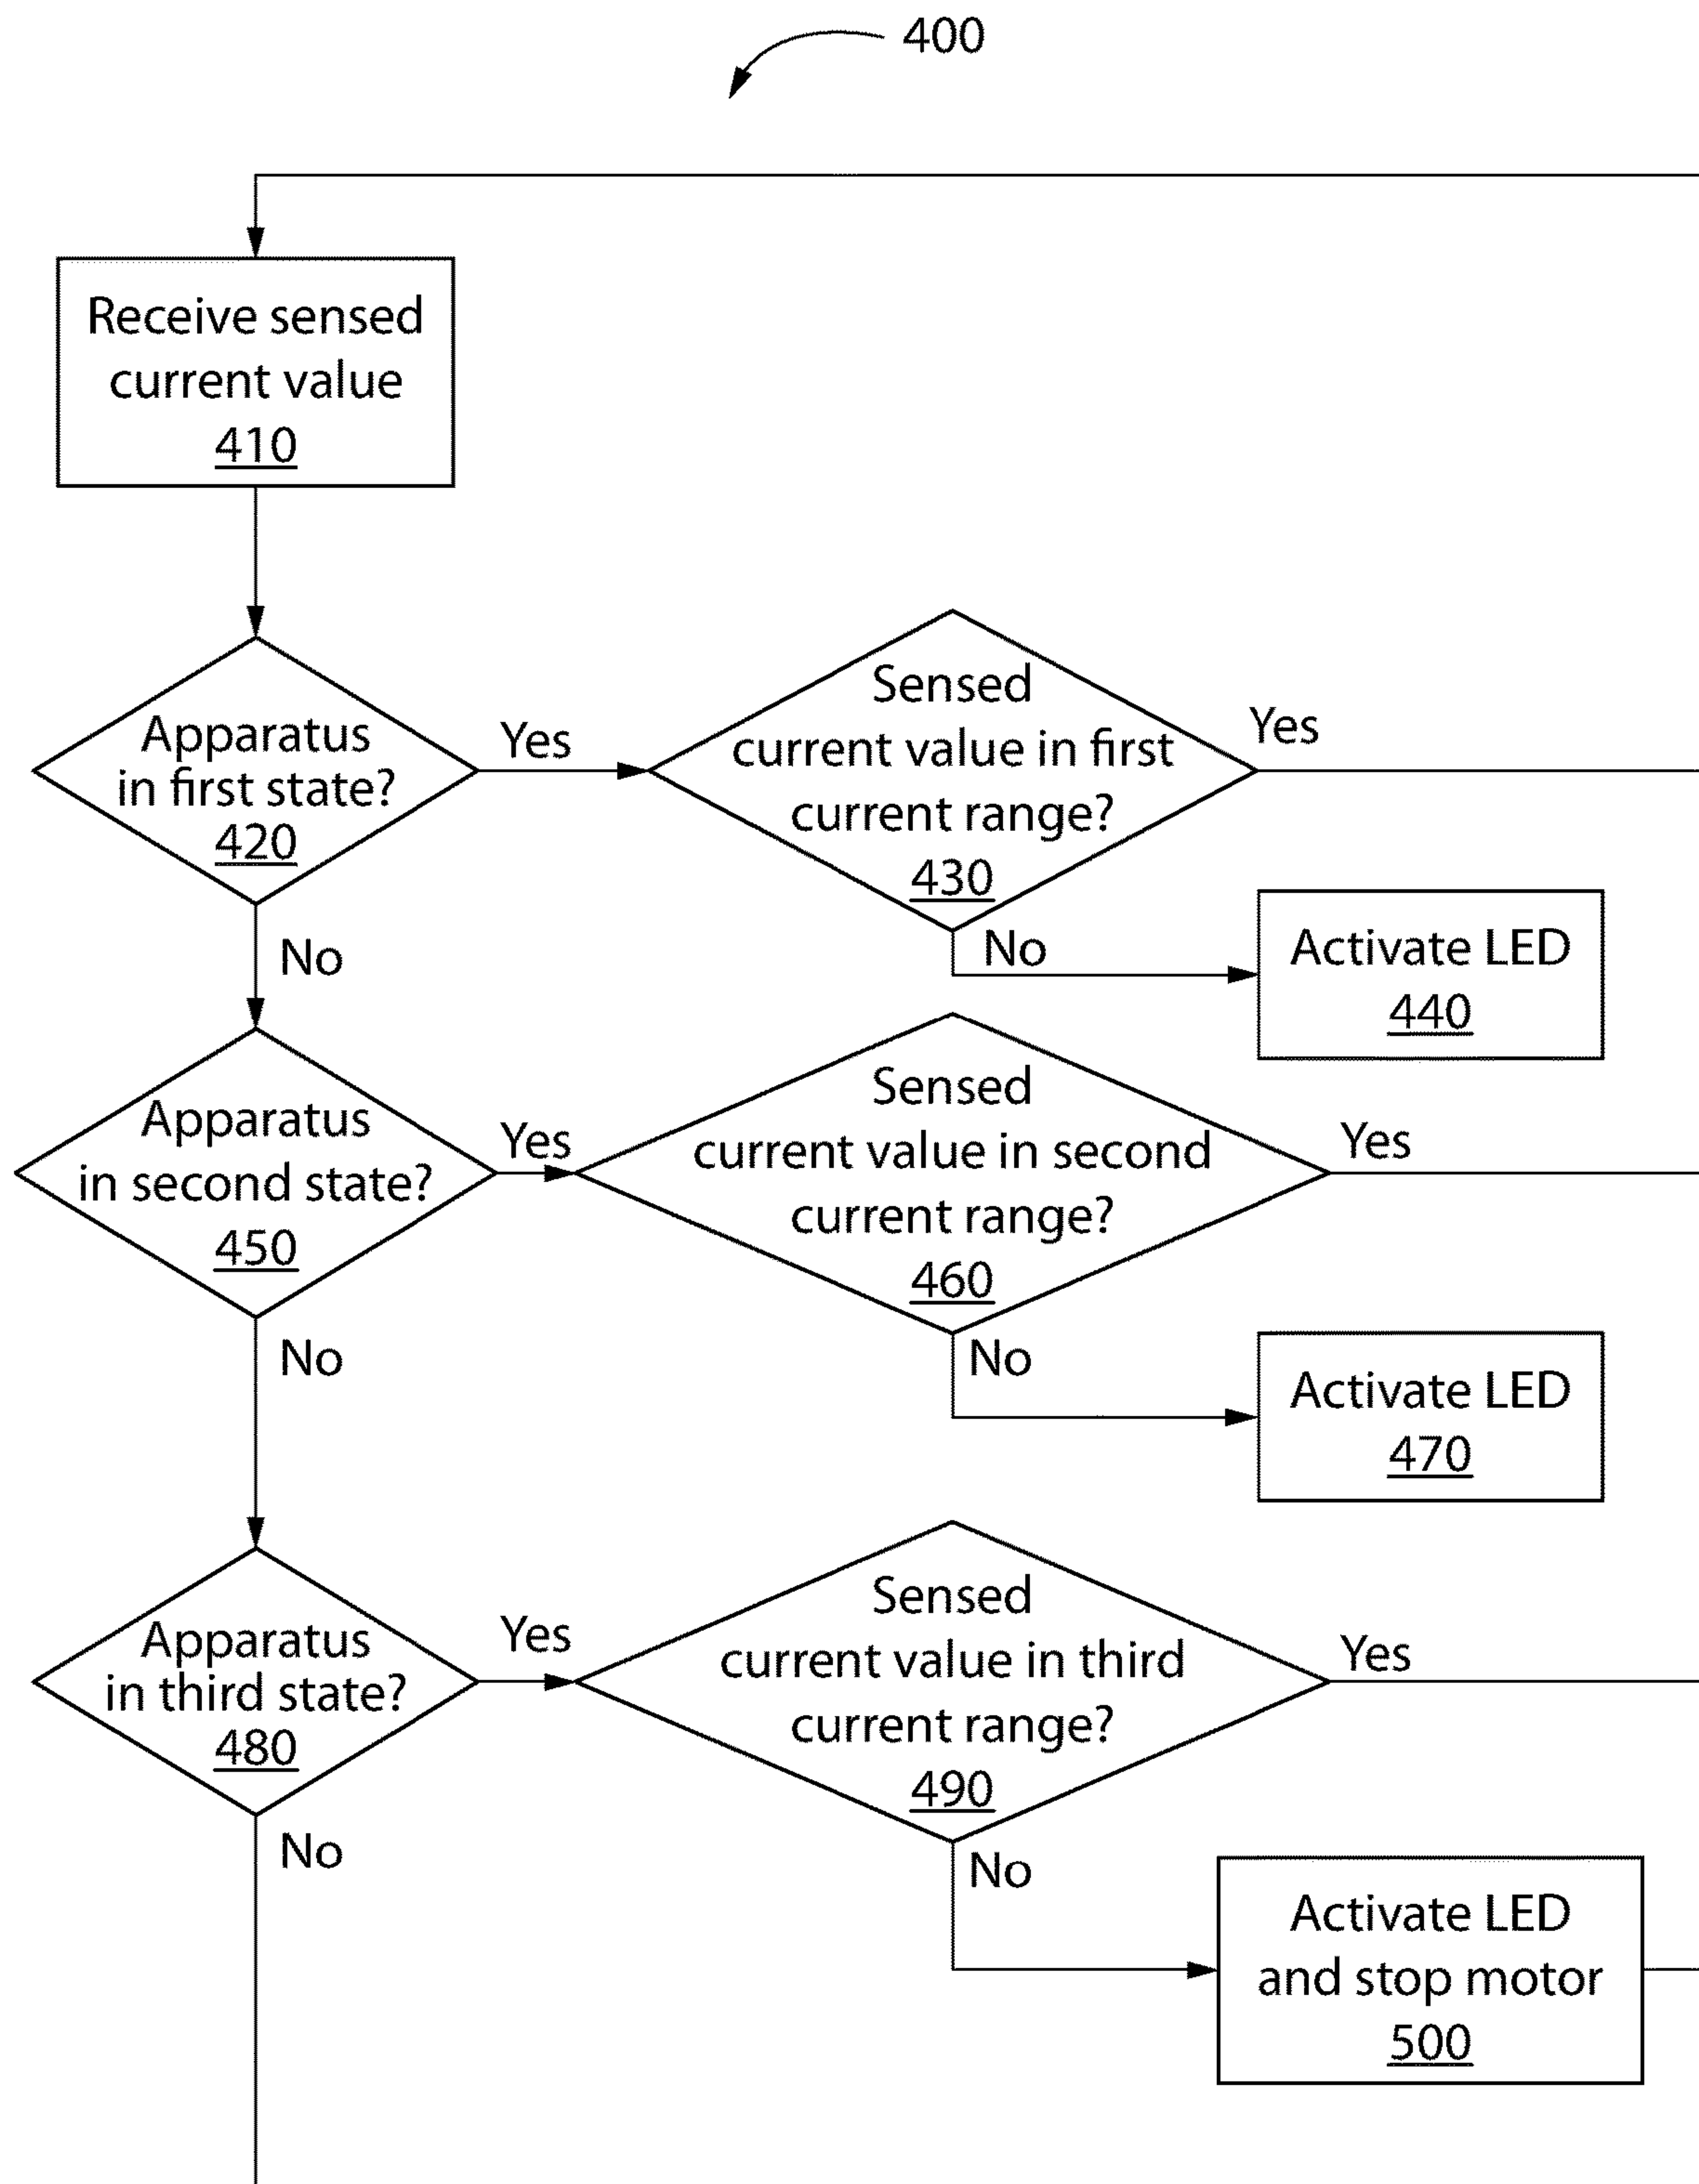 400
Receive sensed
current value
410
Apparatus
in first state?
420
Yes
Sensed
current value in first
current range?
430
Yes
No
No
Activate LED
440
Apparatus
in second state?
450
Yes
Sensed
current value in second
current range?
460
Yes
No
No
Activate LED
470
Apparatus
in third state?
480
Yes
Sensed
current value in third
current range?
490
Yes
No
No
Activate LED
and stop motor
500